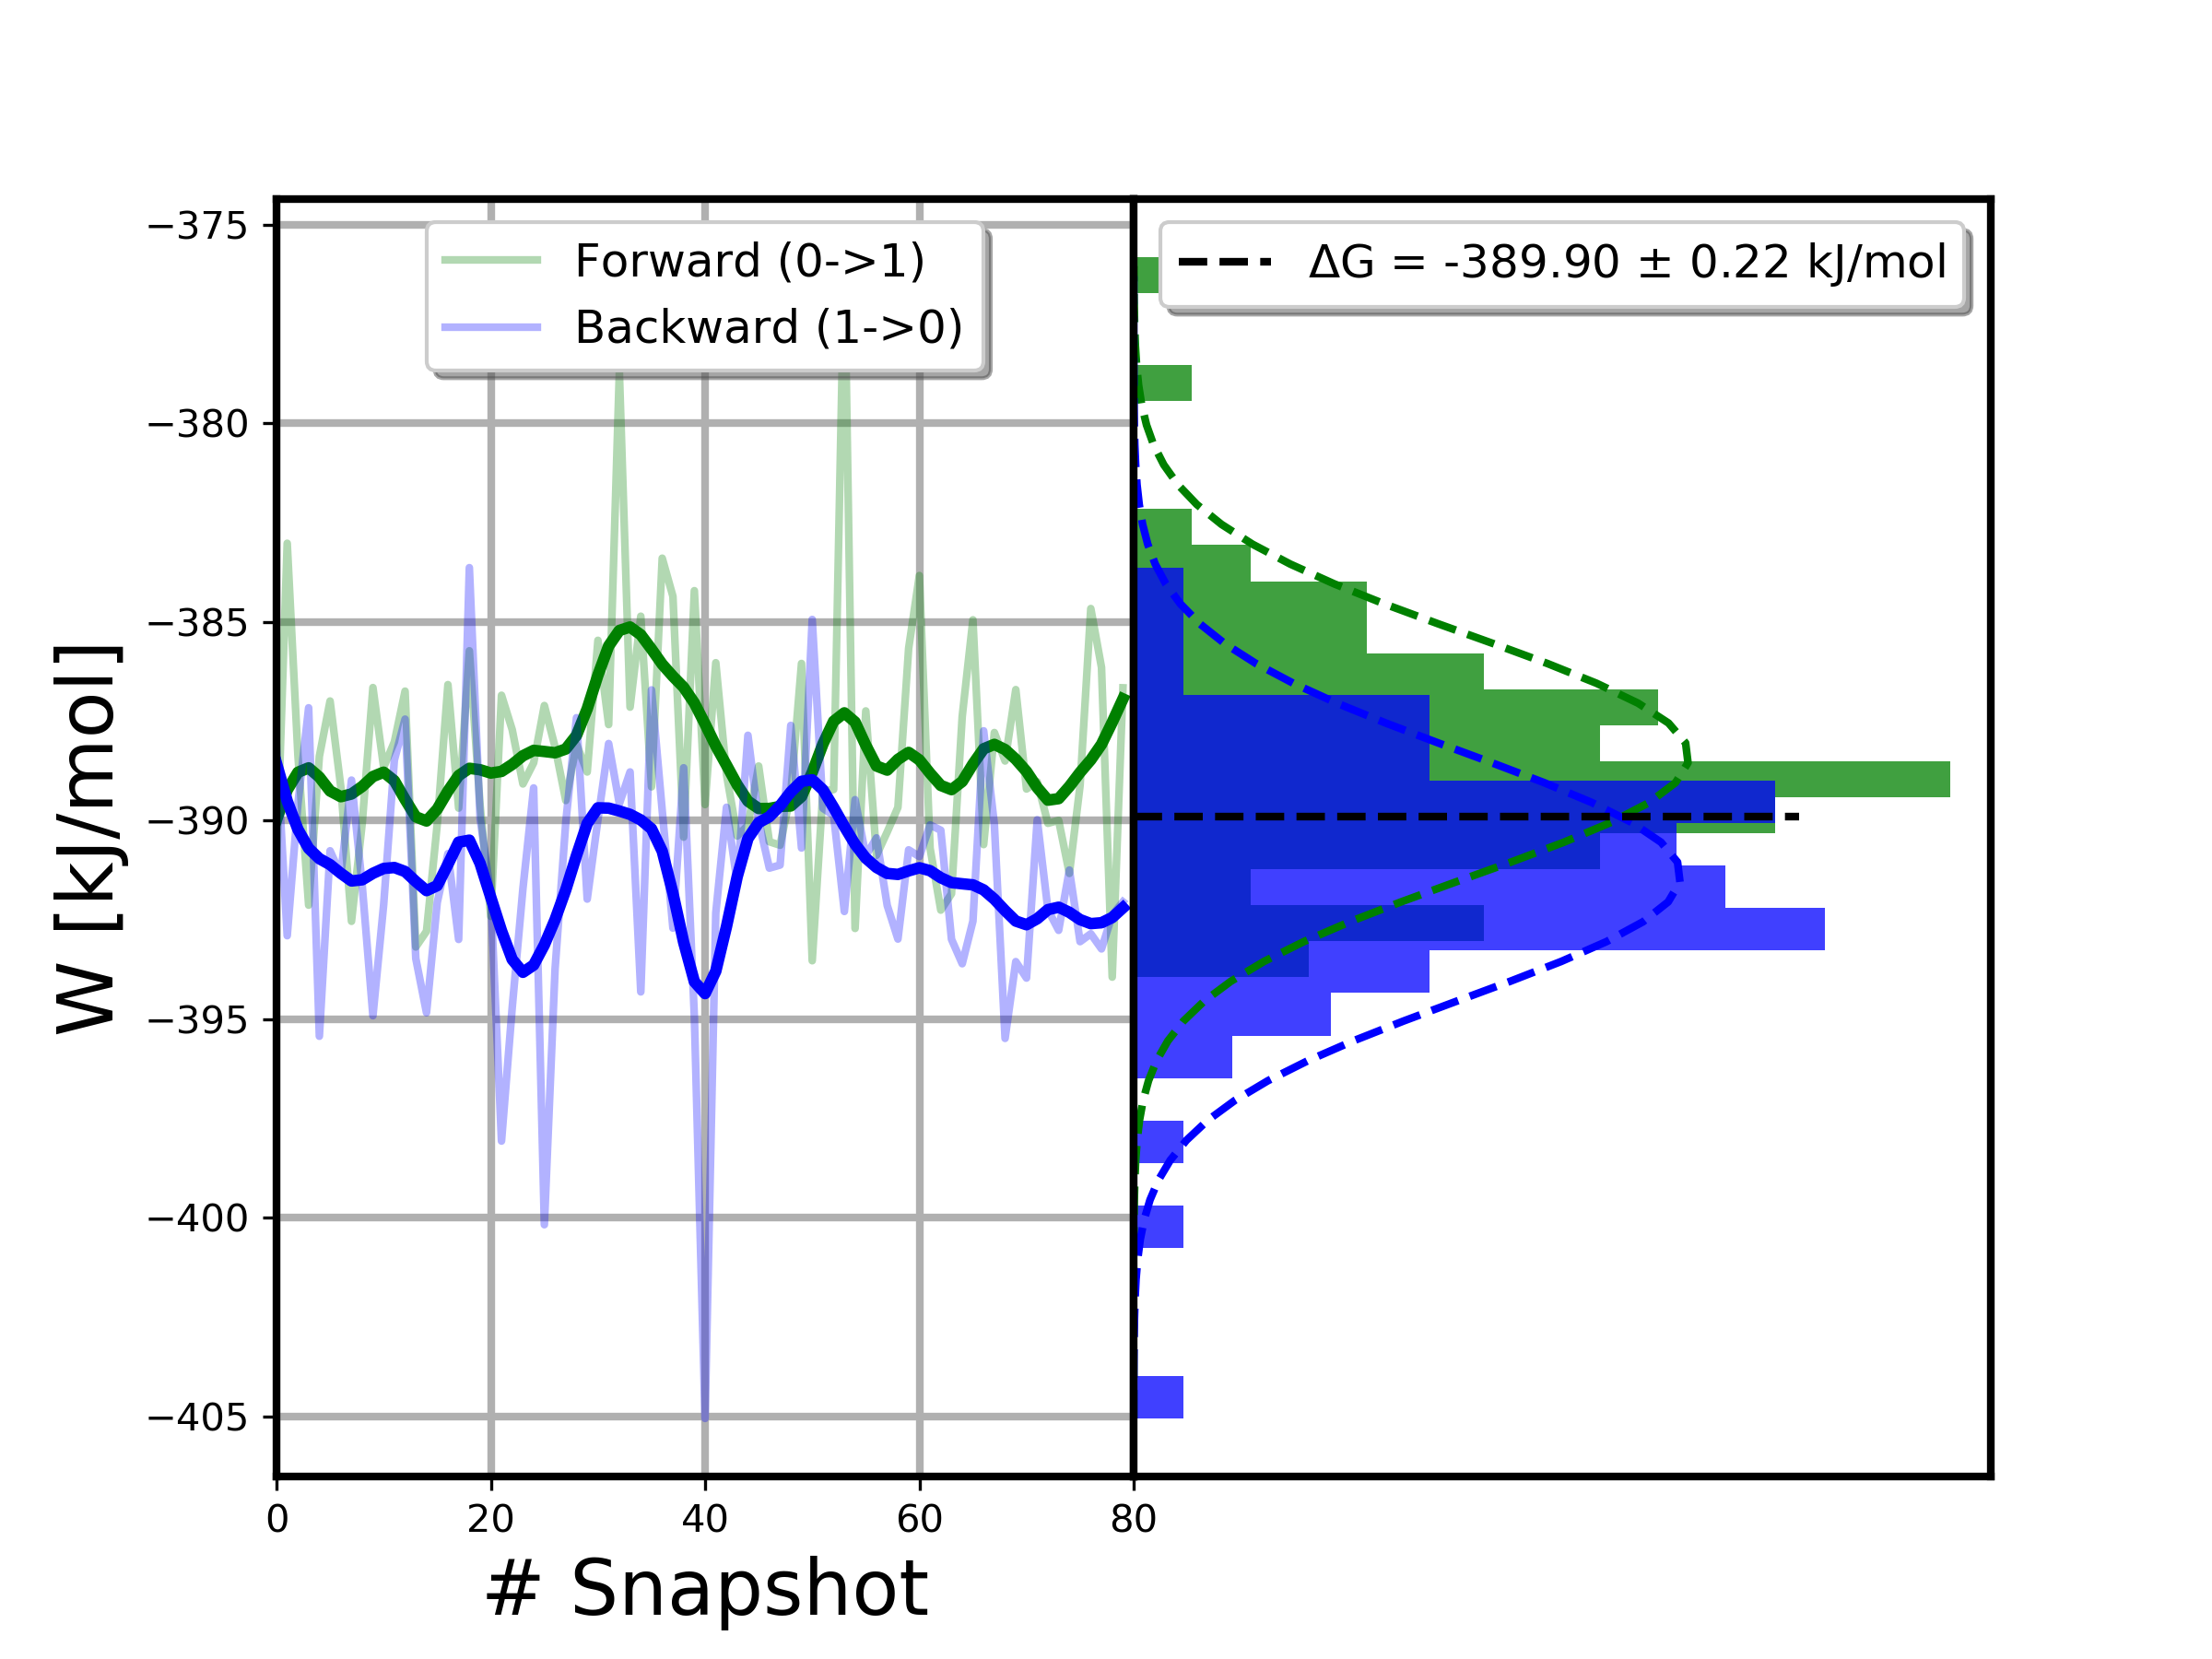 W [kJ/mol]
−375
−380
−385
−390
−395
−400
−405
Forward (0->1)
Backward (1->0)
ΔG = -389.90 ± 0.22 kJ/mol
0 20 40 60 80
# Snapshot